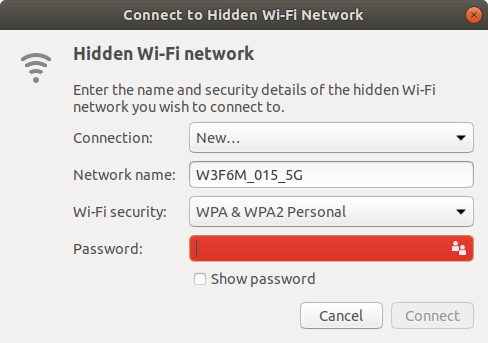 Connect to Hidden Wi-Fi Network
Hidden Wi-Fi network
Enter the name and security details of the hidden Wi-Fi
network you wish to connect to.
Connection: New...
Network name: W3F6M_015_5G
Wi-Fi security: WPA & WPA2 Personal
Password:
Show password
Cancel Connect